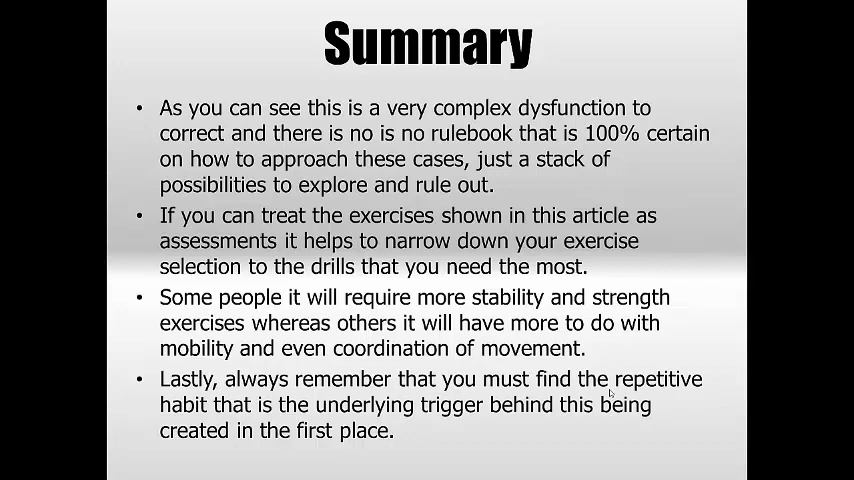 Summary
• As you can see this is a very complex dysfunction to
correct and there is no is no rulebook that is 100% certain
on how to approach these cases, just a stack of
possibilities to explore and rule out.
• If you can treat the exercises shown in this article as
assessments it helps to narrow down your exercise
selection to the drills that you need the most.
• Some people it will require more stability and strength
exercises whereas others it will have more to do with
mobility and even coordination of movement.
• Lastly, always remember that you must find the repetitive
habit that is the underlying trigger behind this being
created in the first place.